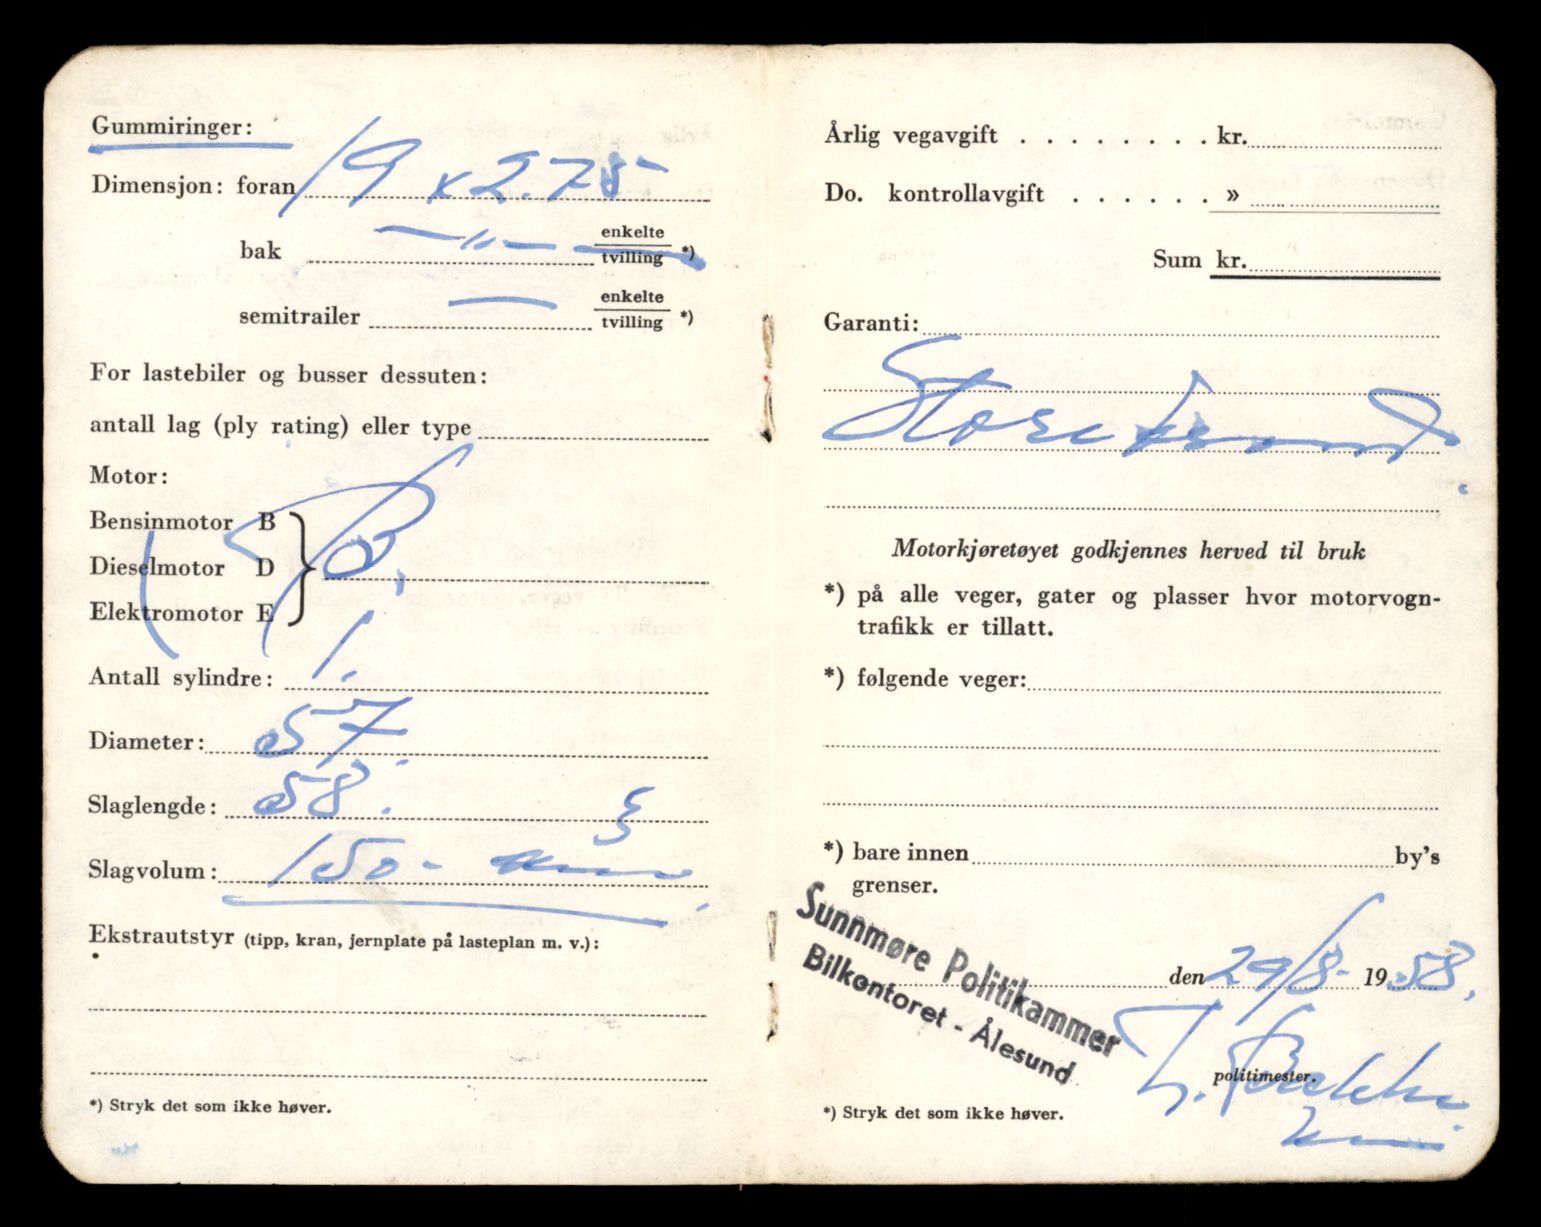 Gummiringer:
Dimensjon: foran 19 x 2.75
bak —„— enkelte
tvilling *)
semitrailer — enkelte
tvilling *)
For lastebiler og busser dessuten:
antall lag (ply rating) eller type
Motor:
Bensinmotor B
Dieselmotor D B.
Elektromotor E
Antall sylindre: 1.
Diameter: 57.
Slaglengde: 58.
Slagvolum: 150 -
Ekstrautstyr (tipp, kran, jernplate på lasteplan m. v.):
*) Stryk det som ikke høver.
Årlig vegavgift . . . . . . . . kr.
Do. kontrollavgift . . . . . . »
Sum kr.
Garanti:
Storebrand.
Motorkjøretøyet godkjennes herved til bruk
*) på alle veger, gater og plasser hvor motorvogn-
trafikk er tillatt.
*) følgende veger:
*) bare innen by's
grenser.
Sunnmøre Politikammer
Bilkontoret - Ålesund
den 29/8- 1958.
politimester.
*) Stryk det som ikke høver.